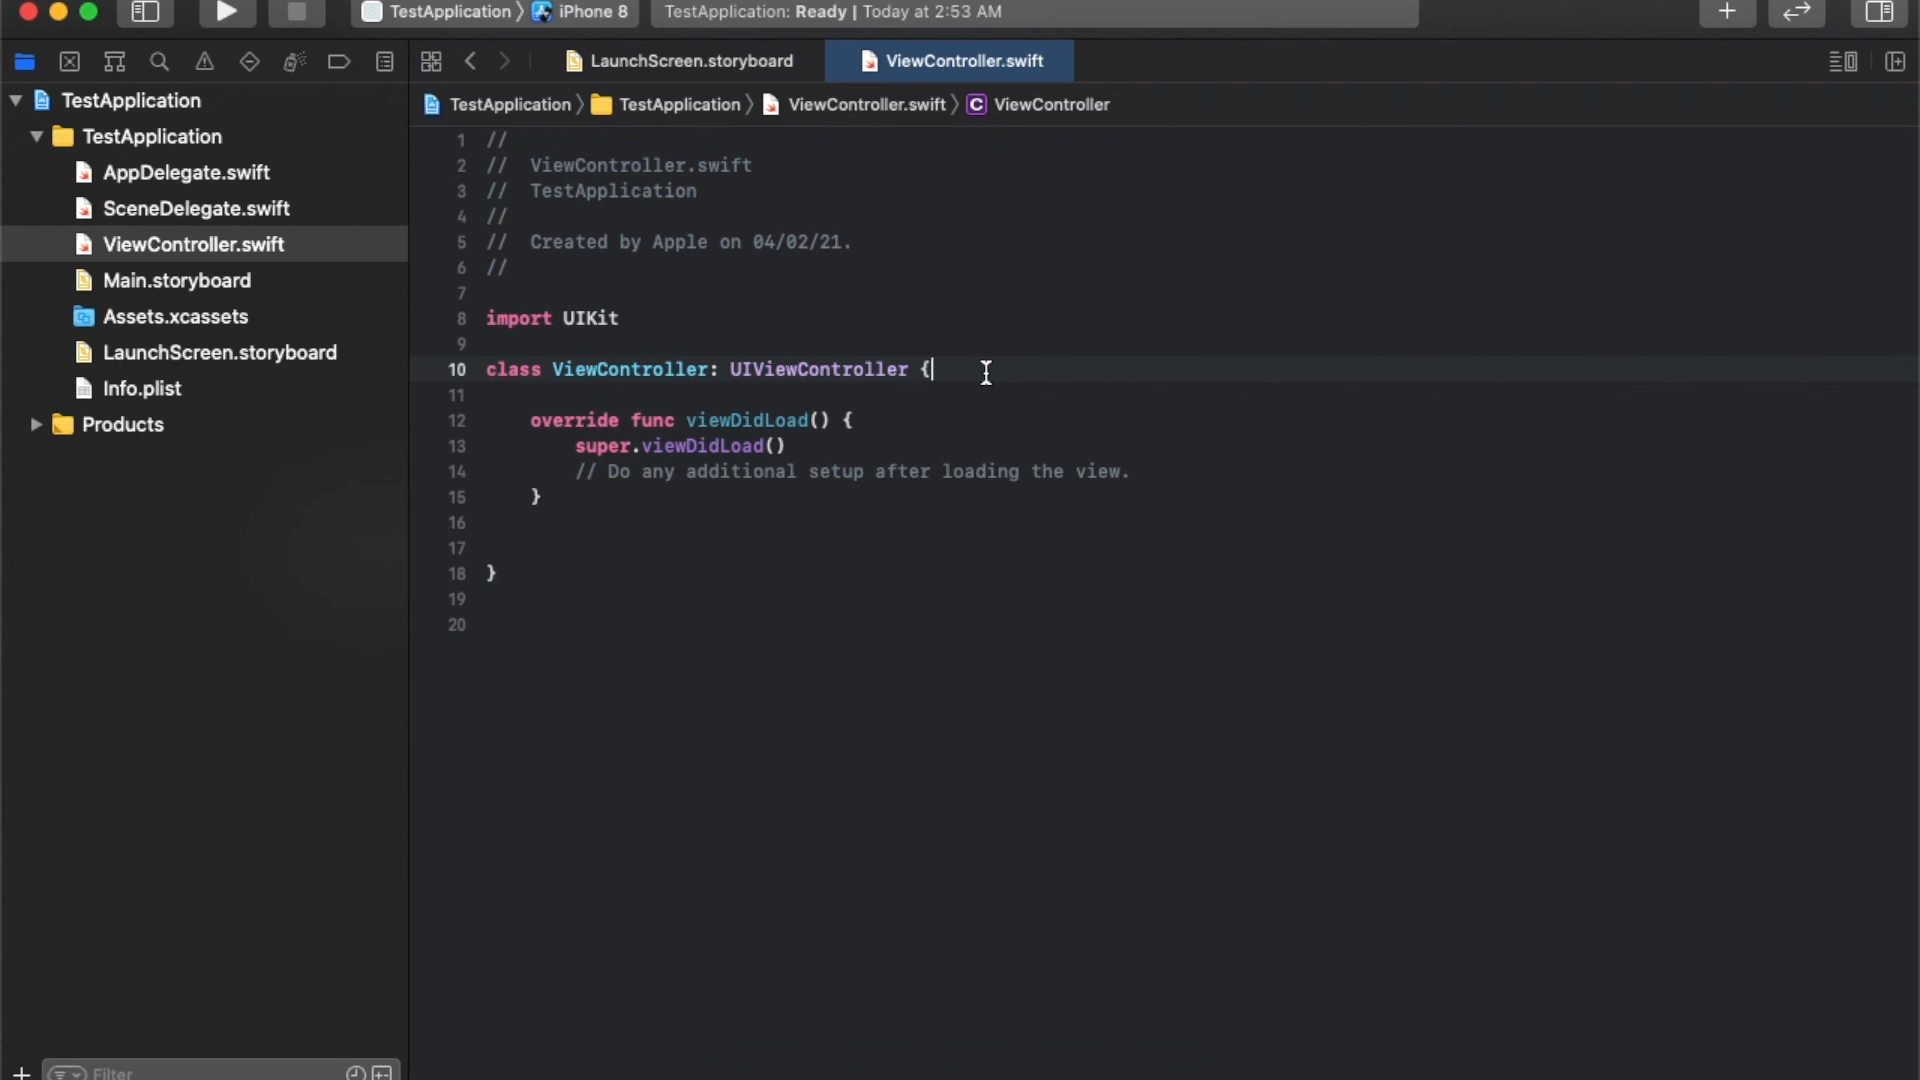 TestApplication 〉 iPhone 8
TestApplication: Ready | Today at 2:53 AM
LaunchScreen.storyboard
ViewController.swift
TestApplication 〉 TestApplication 〉 ViewController.swift 〉 C ViewController
TestApplication
TestApplication
AppDelegate.swift
SceneDelegate.swift
ViewController.swift
Main.storyboard
Assets.xcassets
LaunchScreen.storyboard
Info.plist
Products
Filter
1 //
2 //  ViewController.swift
3 //  TestApplication
4 //
5 //  Created by Apple on 04/02/21.
6 //
7
8 import UIKit
9
10 class ViewController: UIViewController {
11
12     override func viewDidLoad() {
13         super.viewDidLoad()
14         // Do any additional setup after loading the view.
15     }
16
17
18 }
19
20